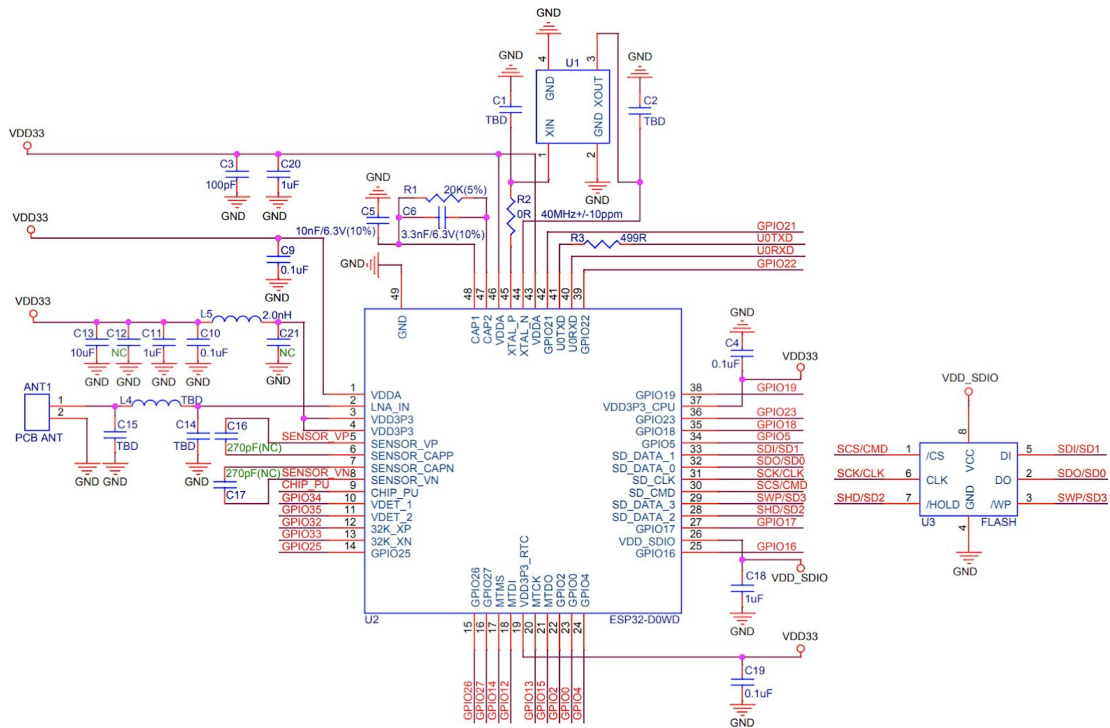 GND
4
3
U1
GND
XOUT
GND
XIN
1
2
GND
GND
C1
TBD
GND
C2
TBD
VDD33
C3
100pF
GND
C20
1uF
GND
VDD33
C9
0.1uF
GND
GND
C5
10nF/6.3V(10%)
R1
20K(5%)
C6
3.3nF/6.3V(10%)
R2
0R
40MHz+/-10ppm
GPIO21
R3
499R
U0TXD
U0RXD
GPIO22
GND
49
48
47
46
45
44
43
42
41
40
39
GND
CAP1
CAP2
VDDA
XTAL_P
XTAL_N
VDDA
GPIO21
U0TXD
U0RXD
GPIO22
VDD33
L5
2.0nH
C13
10uF
GND
C12
NC
GND
C11
1uF
GND
C10
0.1uF
GND
C21
NC
GND
ANT1
1
2
PCB ANT
L4
TBD
C15
TBD
C14
TBD
GND
GND
GND
C16
270pF(NC)
SENSOR_VP
270pF(NC)
SENSOR_VN
C17
CHIP_PU
GPIO34
GPIO35
GPIO32
GPIO33
GPIO25
1
VDDA
2
LNA_IN
3
VDD3P3
4
VDD3P3
5
SENSOR_VP
6
SENSOR_CAPP
7
SENSOR_CAPN
8
SENSOR_VN
9
CHIP_PU
10
VDET_1
11
VDET_2
12
32K_XP
13
32K_XN
14
GPIO25
GND
C4
0.1uF
VDD33
GPIO19
38
GPIO19
VDD3P3_CPU
37
GPIO23
36
GPIO23
GPIO18
35
GPIO18
GPIO5
34
GPIO5
SD_DATA_1
33
SDI/SD1
SD_DATA_0
32
SDO/SD0
SD_CLK
31
SCK/CLK
SD_CMD
30
SCS/CMD
SD_DATA_3
29
SWP/SD3
SD_DATA_2
28
SHD/SD2
GPIO17
27
GPIO17
VDD_SDIO
26
GPIO16
25
GPIO16
VDD_SDIO
C18
1uF
GND
GPIO26
GPIO27
MTMS
MTDI
VDD3P3_RTC
MTCK
MTDO
GPIO2
GPIO0
GPIO4
U2
ESP32-D0WD
15
16
17
18
19
20
21
22
23
24
GPIO26
GPIO27
GPIO14
GPIO12
GPIO13
GPIO15
GPIO2
GPIO0
GPIO4
VDD33
C19
0.1uF
GND
VDD_SDIO
8
SCS/CMD
1
/CS
VCC
DI
5
SDI/SD1
SCK/CLK
6
CLK
DO
2
SDO/SD0
SHD/SD2
7
/HOLD
GND
/WP
3
SWP/SD3
U3
4
FLASH
GND